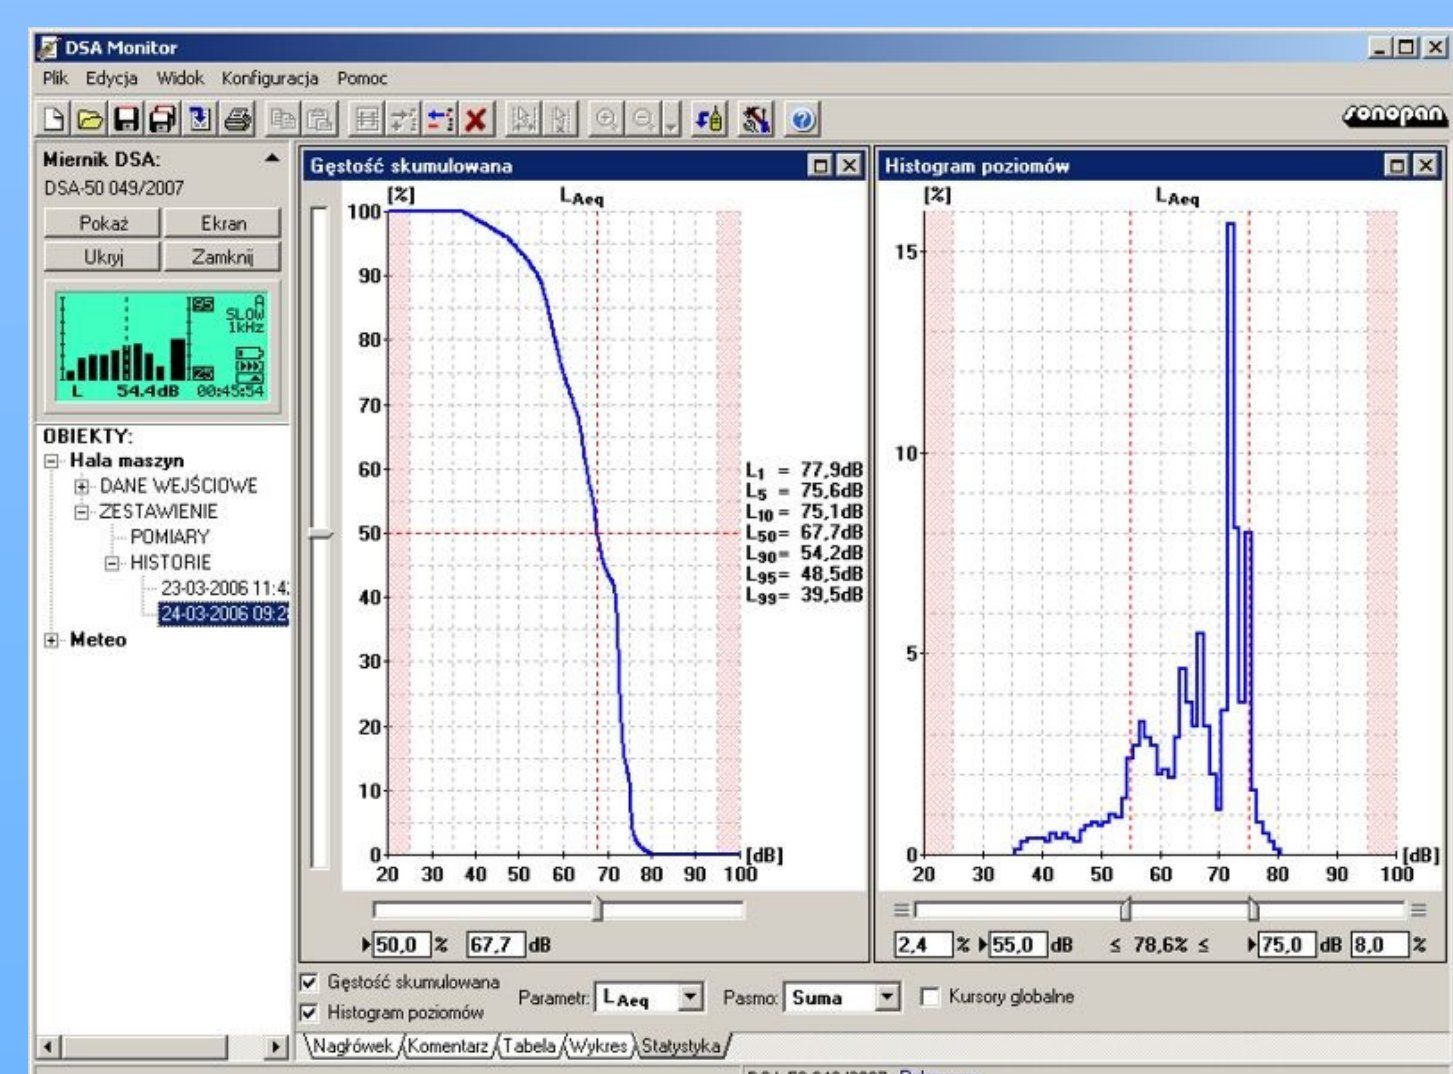 DSA Monitor
Plik Edycja Widok Konfiguracja Pomoc
sonopan
Miernik DSA:
DSA-50 049/2007
Pokaż Ekran
Ukryj Zamknij
95 A
SLOW
1kHz
25
L 54.4dB 00:45:54
OBIEKTY:
Hala maszyn
DANE WEJŚCIOWE
ZESTAWIENIE
POMIARY
HISTORIE
23-03-2006 11:4
24-03-2006 09:2
Meteo
Gęstość skumulowana
[%] LAeq
100
90
80
70
60
50
40
30
20
10
0
20 30 40 50 60 70 80 90 100 [dB]
L1 = 77,9dB
L5 = 75,6dB
L10 = 75,1dB
L50= 67,7dB
L90= 54,2dB
L95= 48,5dB
L99= 39,5dB
50,0 % 67,7 dB
Histogram poziomów
[%] LAeq
15
10
5
0
20 30 40 50 60 70 80 90 100 [dB]
2,4 % 55,0 dB ≤ 78,6% ≤ 75,0 dB 8,0 %
Gęstość skumulowana
Histogram poziomów
Parametr: LAeq Pasmo: Suma Kursory globalne
Nagłówek Komentarz Tabela Wykres Statystyka